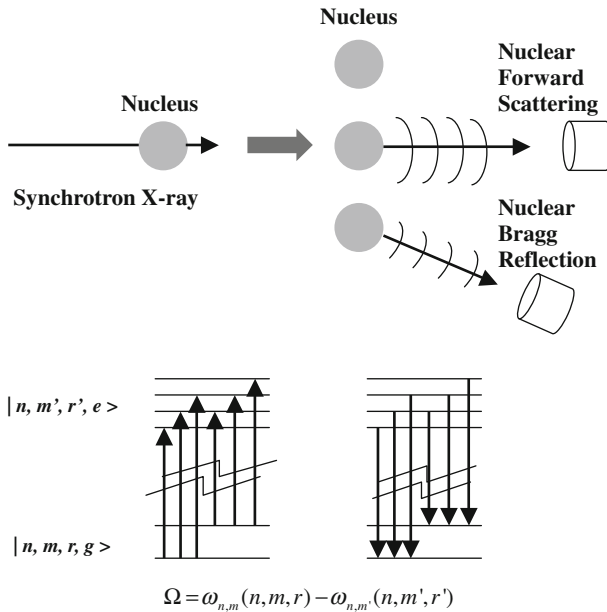 Nucleus
Nuclear
Forward
Scattering
Nucleus
Synchrotron X-ray
Nuclear
Bragg
Reflection
| n, m’, r’, e >
| n, m, r, g >
Ω = ω_{n,m}(n, m, r) − ω_{n,m'}(n, m', r')